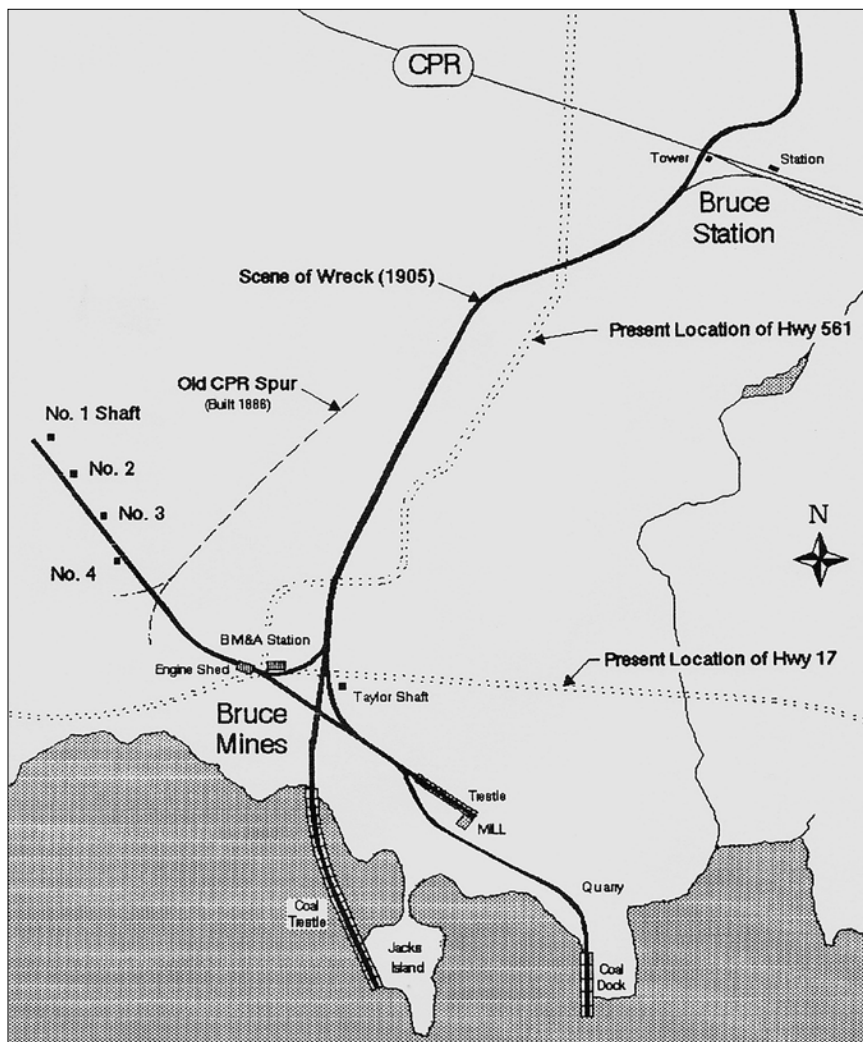 CPR
Tower
Station
Bruce
Station
Scene of Wreck (1905)
Present Location of Hwy 561
Old CPR Spur
(Built 1886)
No. 1 Shaft
No. 2
No. 3
No. 4
N
BM&A Station
Engine Shed
Present Location of Hwy 17
Taylor Shaft
Bruce
Mines
Trestle
MILL
Quarry
Coal
Trestle
Jacks
Island
Coal
Dock